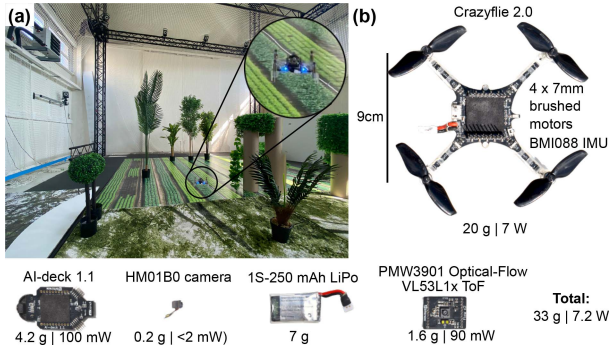 (a)
(b)
Crazyflie 2.0
9cm
4 x 7mm
brushed
motors
BMI088 IMU
20 g | 7 W
AI-deck 1.1
HM01B0 camera
1S-250 mAh LiPo
PMW3901 Optical-Flow
VL53L1x ToF
4.2 g | 100 mW
0.2 g | <2 mW)
7 g
1.6 g | 90 mW
Total:
33 g | 7.2 W